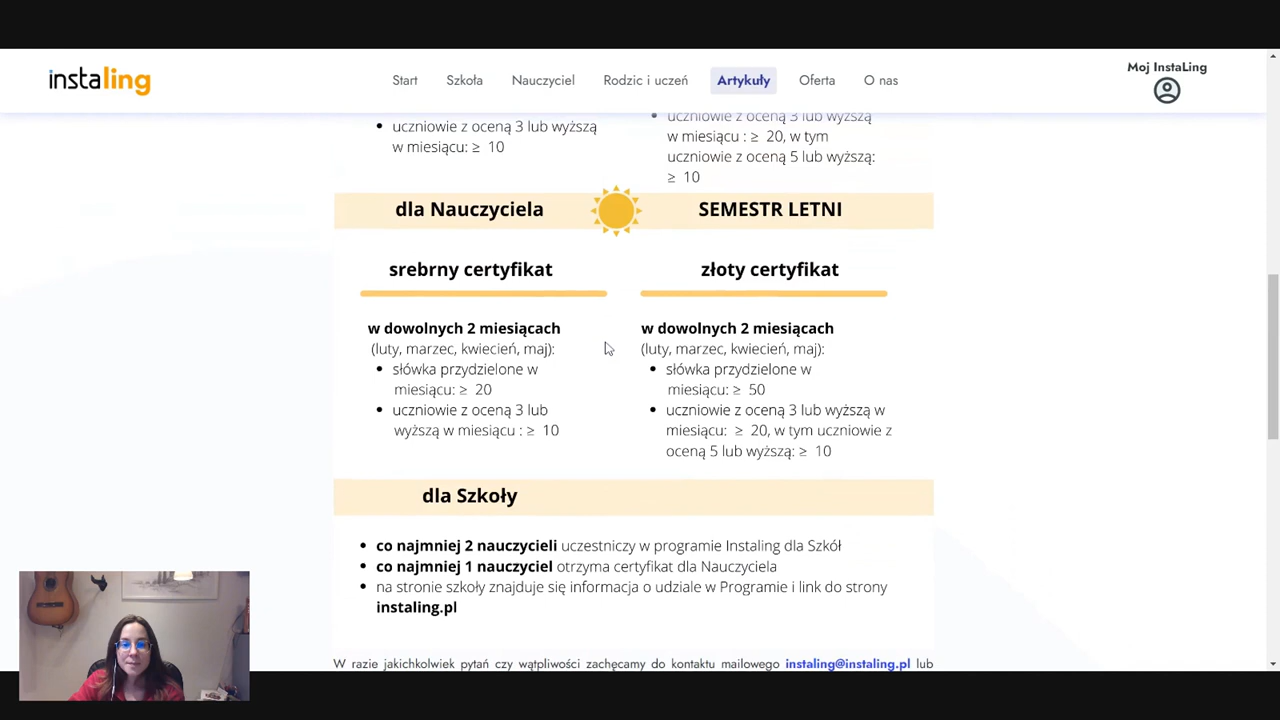 instaling
Start Szkoła Nauczyciel Rodzic i uczeń Artykuły Oferta O nas
Moj InstaLing
uczniowie z oceną 3 lub wyższą
w miesiącu: ≥ 10
uczniowie z oceną 3 lub wyższą
w miesiącu : ≥ 20, w tym
uczniowie z oceną 5 lub wyższą:
≥ 10
dla Nauczyciela SEMESTR LETNI
srebrny certyfikat
w dowolnych 2 miesiącach
(luty, marzec, kwiecień, maj):
słówka przydzielone w
miesiącu: ≥ 20
uczniowie z oceną 3 lub
wyższą w miesiącu : ≥ 10
złoty certyfikat
w dowolnych 2 miesiącach
(luty, marzec, kwiecień, maj):
słówka przydzielone w
miesiącu: ≥ 50
uczniowie z oceną 3 lub wyższą w
miesiącu: ≥ 20, w tym uczniowie z
oceną 5 lub wyższą: ≥ 10
dla Szkoły
co najmniej 2 nauczycieli uczestniczy w programie Instaling dla Szkół
co najmniej 1 nauczyciel otrzyma certyfikat dla Nauczyciela
na stronie szkoły znajduje się informacja o udziale w Programie i link do strony
instaling.pl
W razie jakichkolwiek pytań czy wątpliwości zachęcamy do kontaktu mailowego instaling@instaling.pl lub